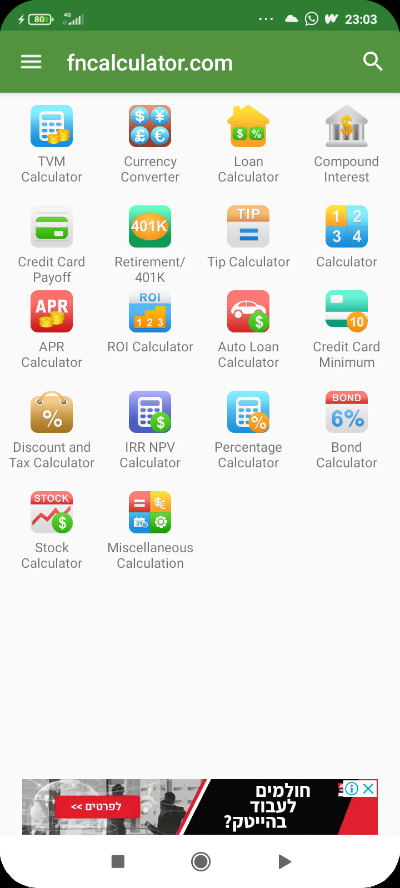 80
4G
23:03
fncalculator.com
TVM
Calculator
$ ¥
£ €
Currency
Converter
$ %
Loan
Calculator
$
Compound
Interest
Credit Card
Payoff
401K
Retirement/
401K
TIP
Tip Calculator
1 2
3 4
Calculator
APR
APR
Calculator
ROI
1 2 3
ROI Calculator
$
Auto Loan
Calculator
10
Credit Card
Minimum
%
Discount and
Tax Calculator
$
IRR NPV
Calculator
%
Percentage
Calculator
BOND
6%
Bond
Calculator
STOCK
$
Stock
Calculator
Miscellaneous
Calculation
חולמים
לעבוד
בהייטק?
לפרטים >>